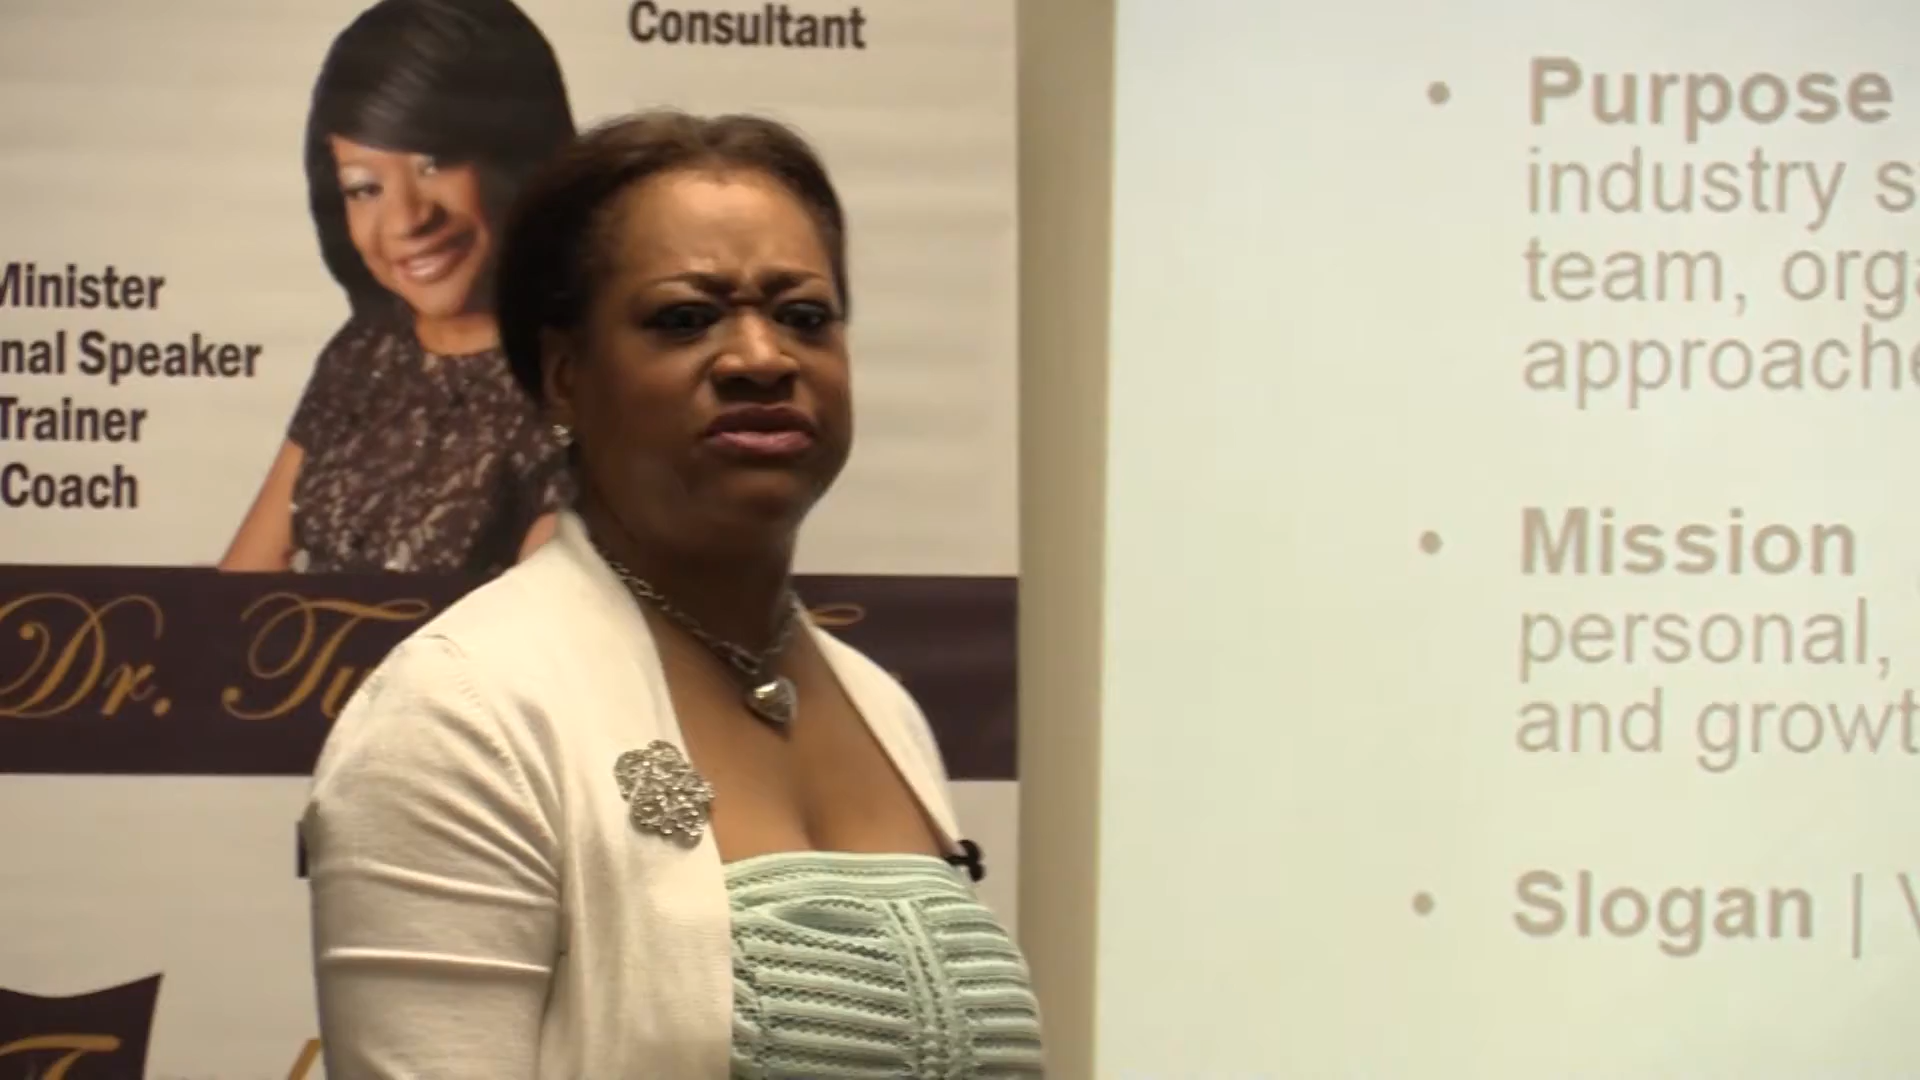 Consultant
Minister
nal Speaker
Trainer
Coach
Dr. Tu
Purpose
industry s
team, orga
approache
Mission
personal,
and growt
Slogan |